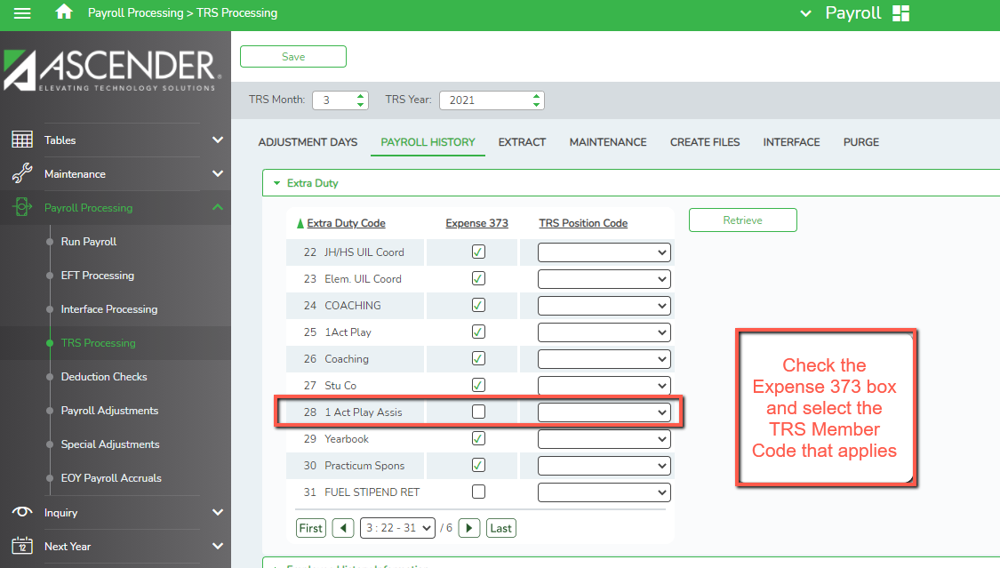 Payroll Processing > TRS Processing
Payroll
ASCENDER®
ELEVATING TECHNOLOGY SOLUTIONS
Save
TRS Month: 3 TRS Year: 2021
Tables
Maintenance
Payroll Processing
Run Payroll
EFT Processing
Interface Processing
TRS Processing
Deduction Checks
Payroll Adjustments
Special Adjustments
EOY Payroll Accruals
Inquiry
12 Next Year
ADJUSTMENT DAYS PAYROLL HISTORY EXTRACT MAINTENANCE CREATE FILES INTERFACE PURGE
Extra Duty
Extra Duty Code Expense 373 TRS Position Code
Retrieve
22 JH/HS UIL Coord
23 Elem. UIL Coord
24 COACHING
25 1Act Play
26 Coaching
27 Stu Co
28 1 Act Play Assis
29 Yearbook
30 Practicum Spons
31 FUEL STIPEND RET
First 3 : 22 - 31 / 6 Last
Check the
Expense 373 box
and select the
TRS Member
Code that applies